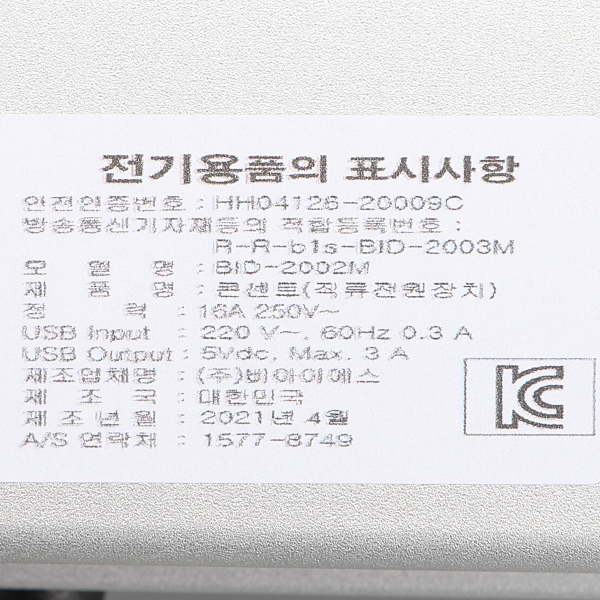 전기용품의 표시사항
안전인증번호 : HH04126-20009C
방송통신기자재등의 적합등록번호 :
R-R-b1s-BID-2003M
모 델 명 : BID-2002M
제 품 명 : 콘센트(직류전원장치)
정 격 : 16A 250V~
USB Input : 220 V~, 60Hz 0.3 A
USB Output : 5Vdc, Max. 3 A
제조업체명 : (주)비아이에스
제 조 국 : 대한민국
제 조 년 월 : 2021년 4월
A/S 연락처 : 1577-8749